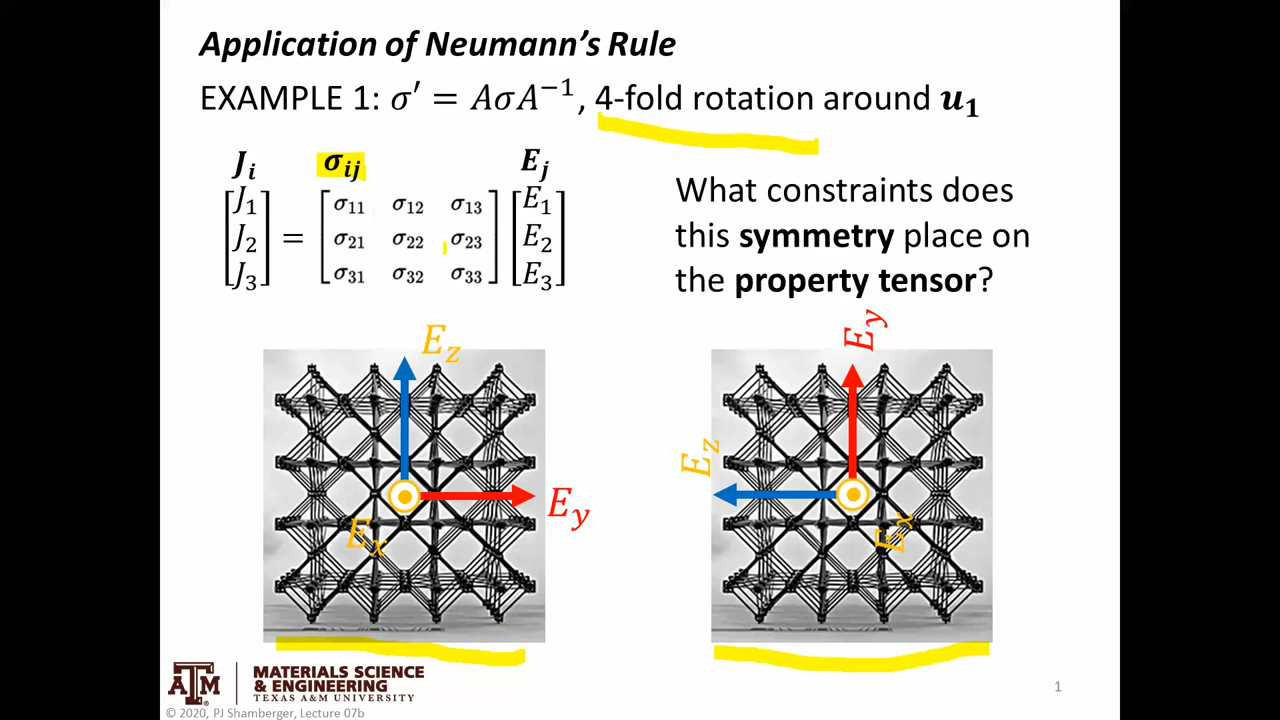 Application of Neumann's Rule
EXAMPLE 1: σ′ = AσA⁻¹, 4-fold rotation around u₁
Jᵢ σᵢⱼ Eⱼ
[J₁ J₂ J₃] = [σ₁₁ σ₁₂ σ₁₃
σ₂₁ σ₂₂ σ₂₃
σ₃₁ σ₃₂ σ₃₃] [E₁ E₂ E₃]
What constraints does
this symmetry place on
the property tensor?
E_z
E_y
E_x
E_y
E_z
E_x
ATM
MATERIALS SCIENCE
& ENGINEERING
TEXAS A&M UNIVERSITY
© 2020, PJ Shamberger, Lecture 07b
1